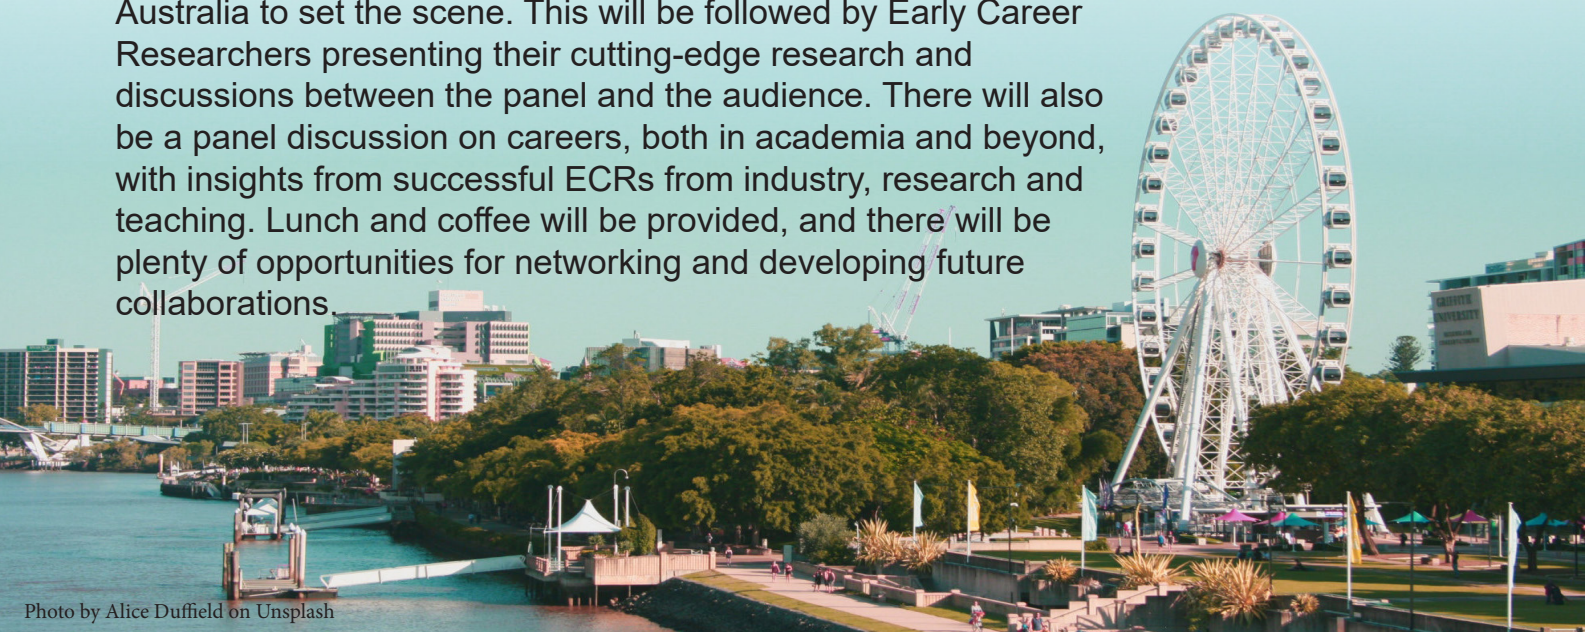 Australia to set the scene. This will be followed by Early Career
Researchers presenting their cutting-edge research and
discussions between the panel and the audience. There will also
be a panel discussion on careers, both in academia and beyond,
with insights from successful ECRs from industry, research and
teaching. Lunch and coffee will be provided, and there will be
plenty of opportunities for networking and developing future
collaborations.
GRIFFITH
UNIVERSITY
Photo by Alice Duffield on Unsplash